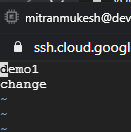 mitranmukesh@dev
ssh.cloud.googl
demo1
change
~
~
~